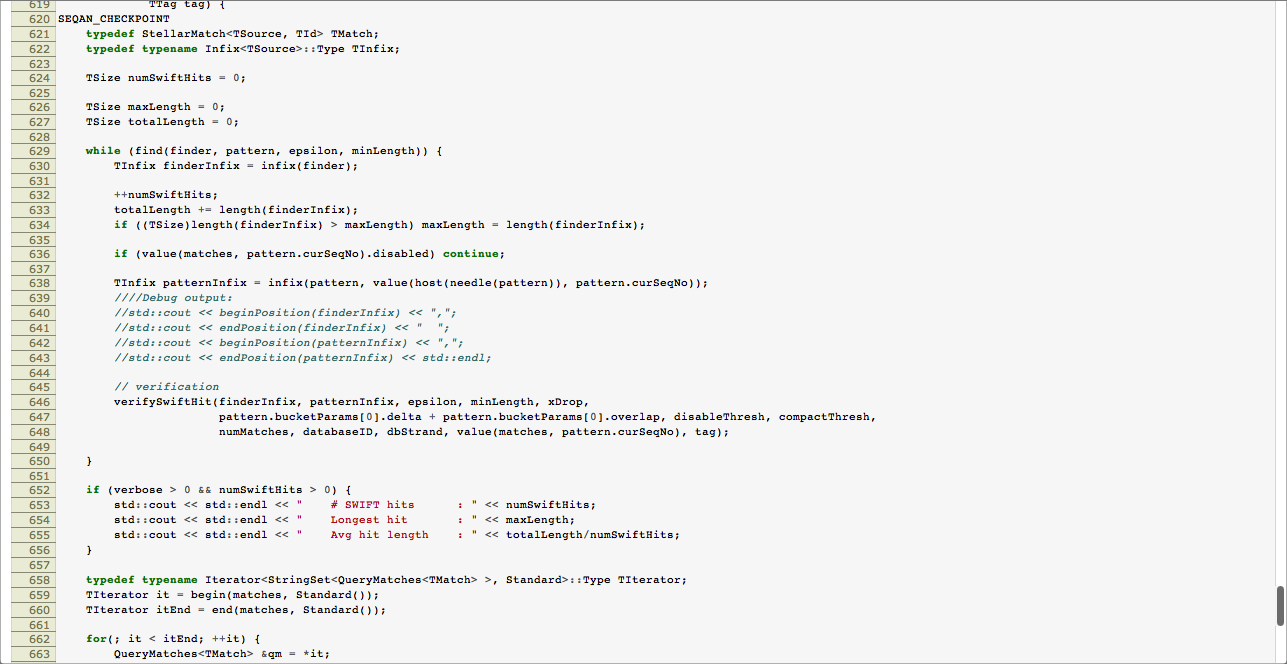 619 TTag tag) {
620 SEQAN_CHECKPOINT
621 typedef StellarMatch<TSource, TId> TMatch;
622 typedef typename Infix<TSource>::Type TInfix;
623
624 TSize numSwiftHits = 0;
625
626 TSize maxLength = 0;
627 TSize totalLength = 0;
628
629 while (find(finder, pattern, epsilon, minLength)) {
630 TInfix finderInfix = infix(finder);
631
632 ++numSwiftHits;
633 totalLength += length(finderInfix);
634 if ((TSize)length(finderInfix) > maxLength) maxLength = length(finderInfix);
635
636 if (value(matches, pattern.curSeqNo).disabled) continue;
637
638 TInfix patternInfix = infix(pattern, value(host(needle(pattern)), pattern.curSeqNo));
639 ////Debug output:
640 //std::cout << beginPosition(finderInfix) << ",";
641 //std::cout << endPosition(finderInfix) << "  ";
642 //std::cout << beginPosition(patternInfix) << ",";
643 //std::cout << endPosition(patternInfix) << std::endl;
644
645 // verification
646 verifySwiftHit(finderInfix, patternInfix, epsilon, minLength, xDrop,
647 pattern.bucketParams[0].delta + pattern.bucketParams[0].overlap, disableThresh, compactThresh,
648 numMatches, databaseID, dbStrand, value(matches, pattern.curSeqNo), tag);
649
650 }
651
652 if (verbose > 0 && numSwiftHits > 0) {
653 std::cout << std::endl << "    # SWIFT hits      : " << numSwiftHits;
654 std::cout << std::endl << "    Longest hit       : " << maxLength;
655 std::cout << std::endl << "    Avg hit length    : " << totalLength/numSwiftHits;
656 }
657
658 typedef typename Iterator<StringSet<QueryMatches<TMatch> >, Standard>::Type TIterator;
659 TIterator it = begin(matches, Standard());
660 TIterator itEnd = end(matches, Standard());
661
662 for(; it < itEnd; ++it) {
663 QueryMatches<TMatch> &qm = *it;